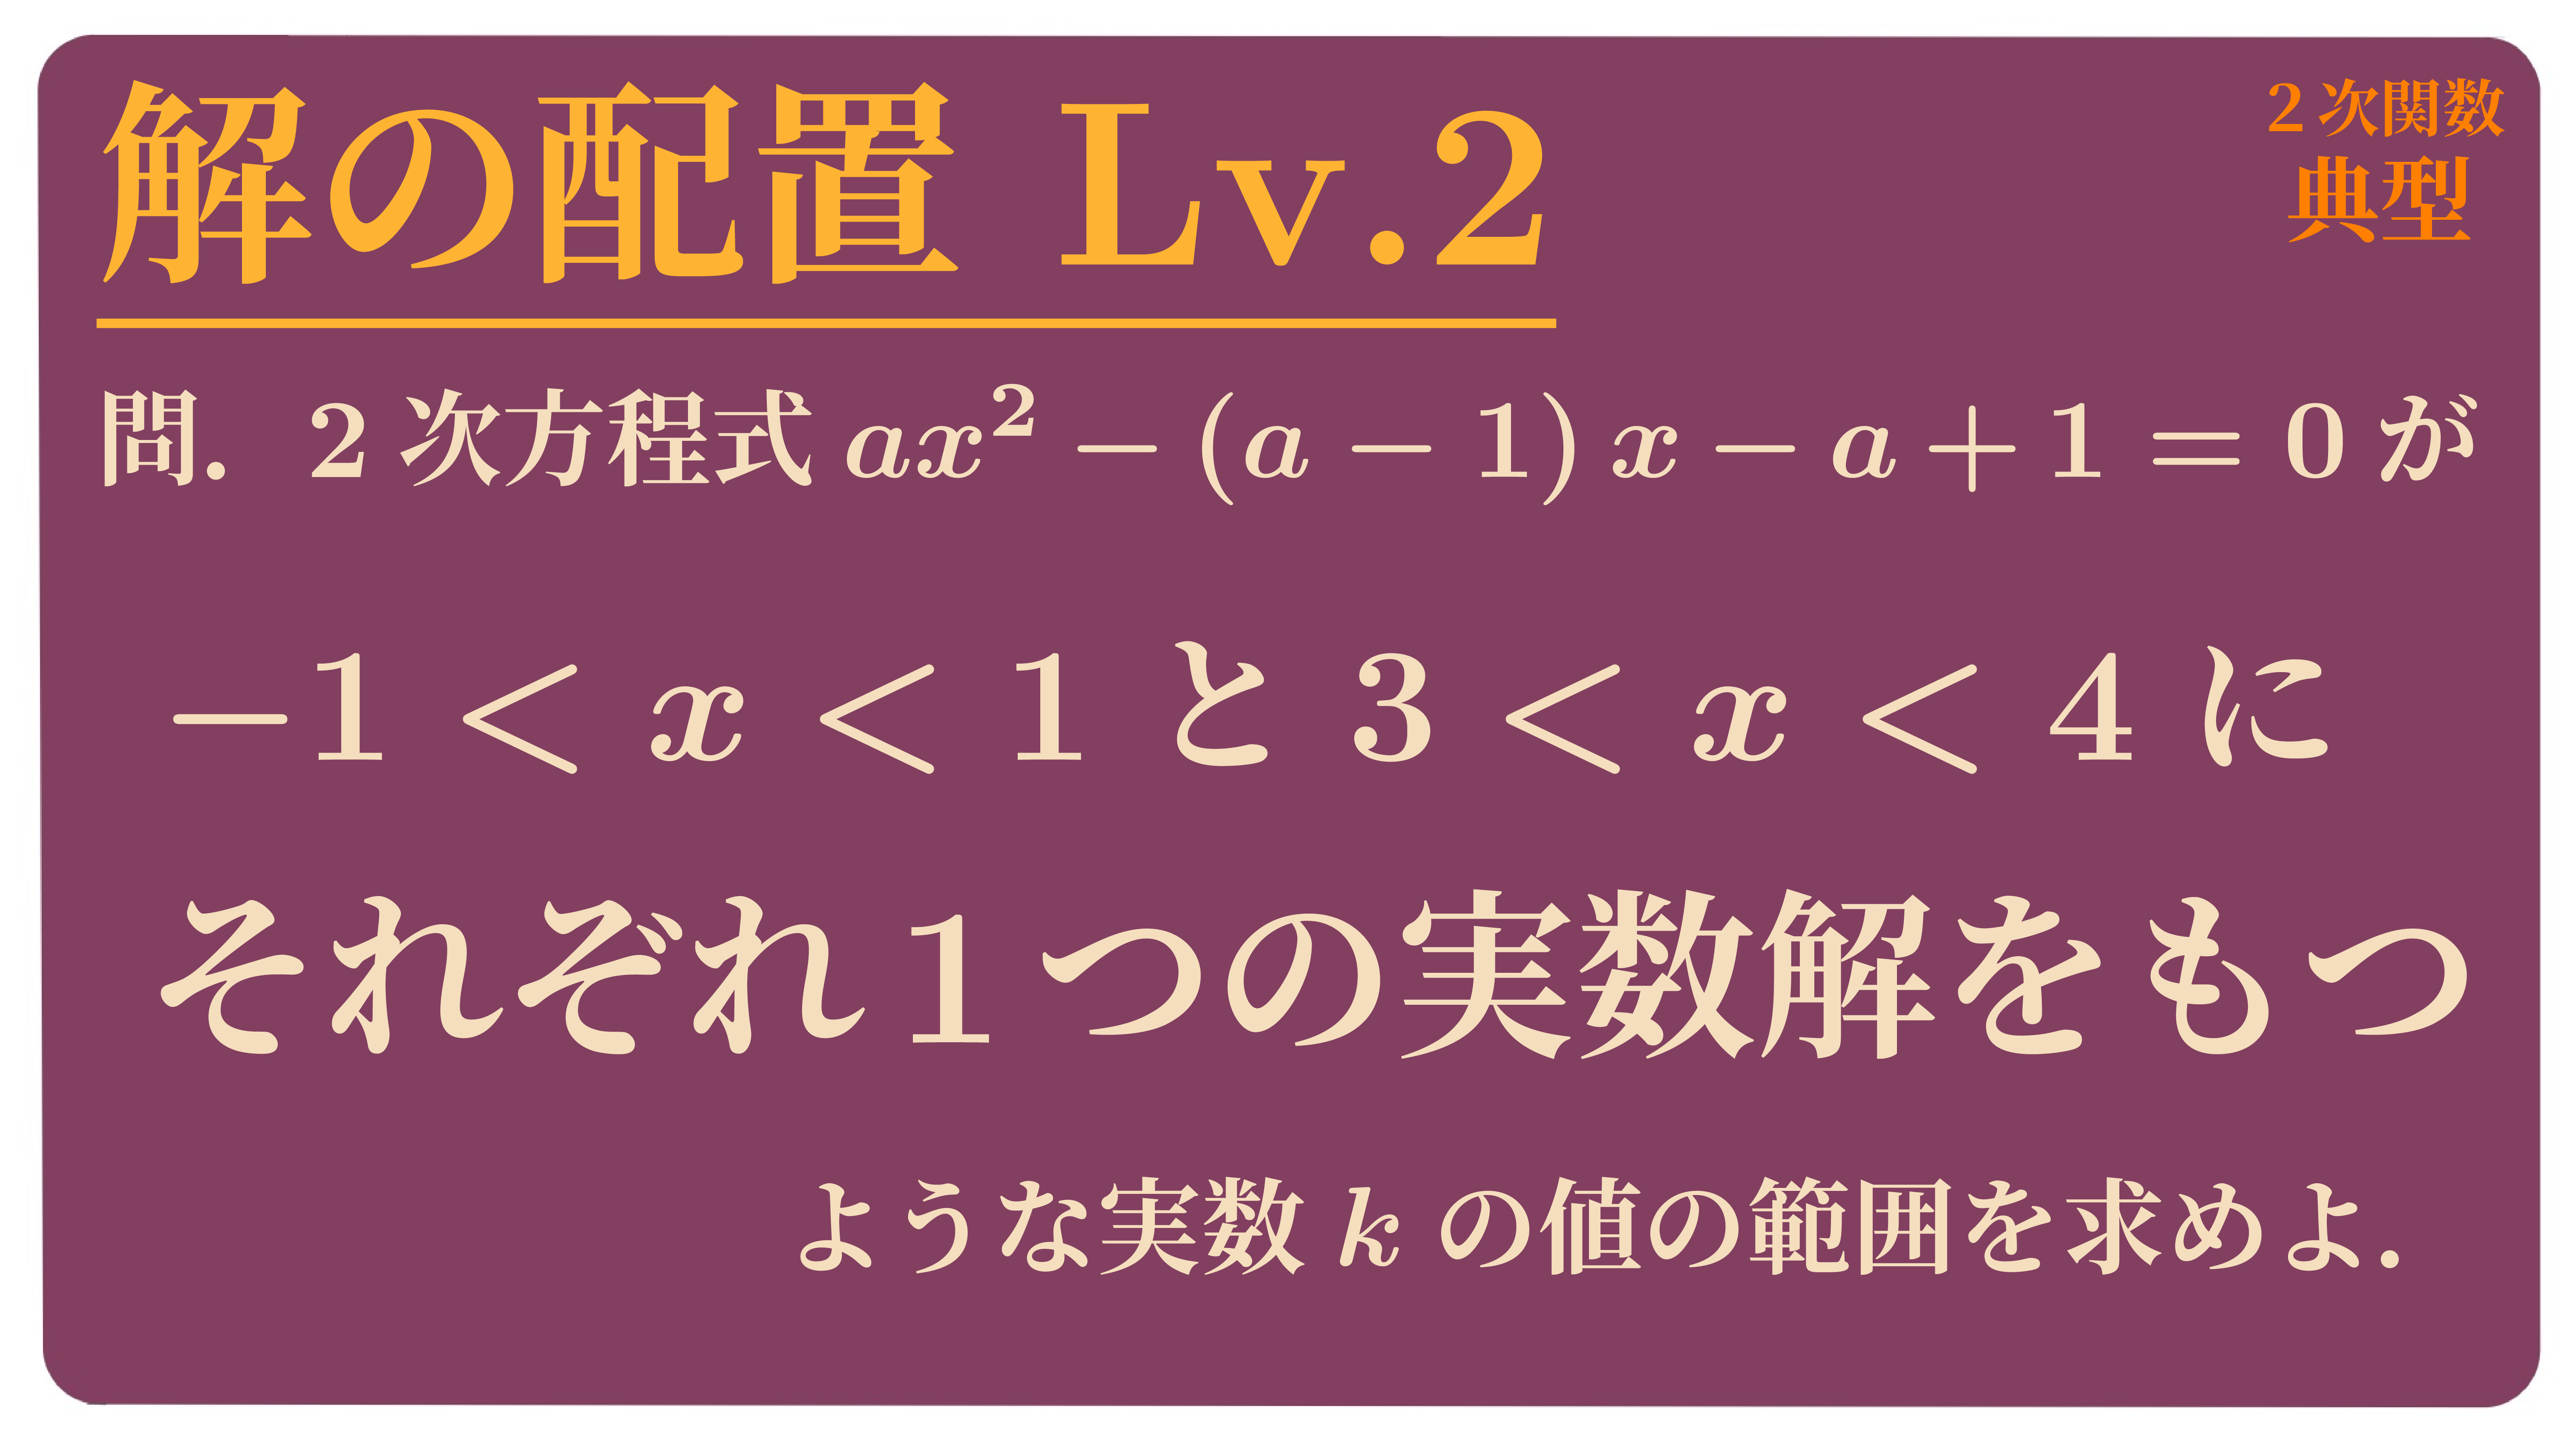 解の配置 Lv.2
2次関数
典型
問. 2次方程式 ax² − (a − 1) x − a + 1 = 0 が
−1 < x < 1 と 3 < x < 4 に
それぞれ1つの実数解をもつ
ような実数 k の値の範囲を求めよ.